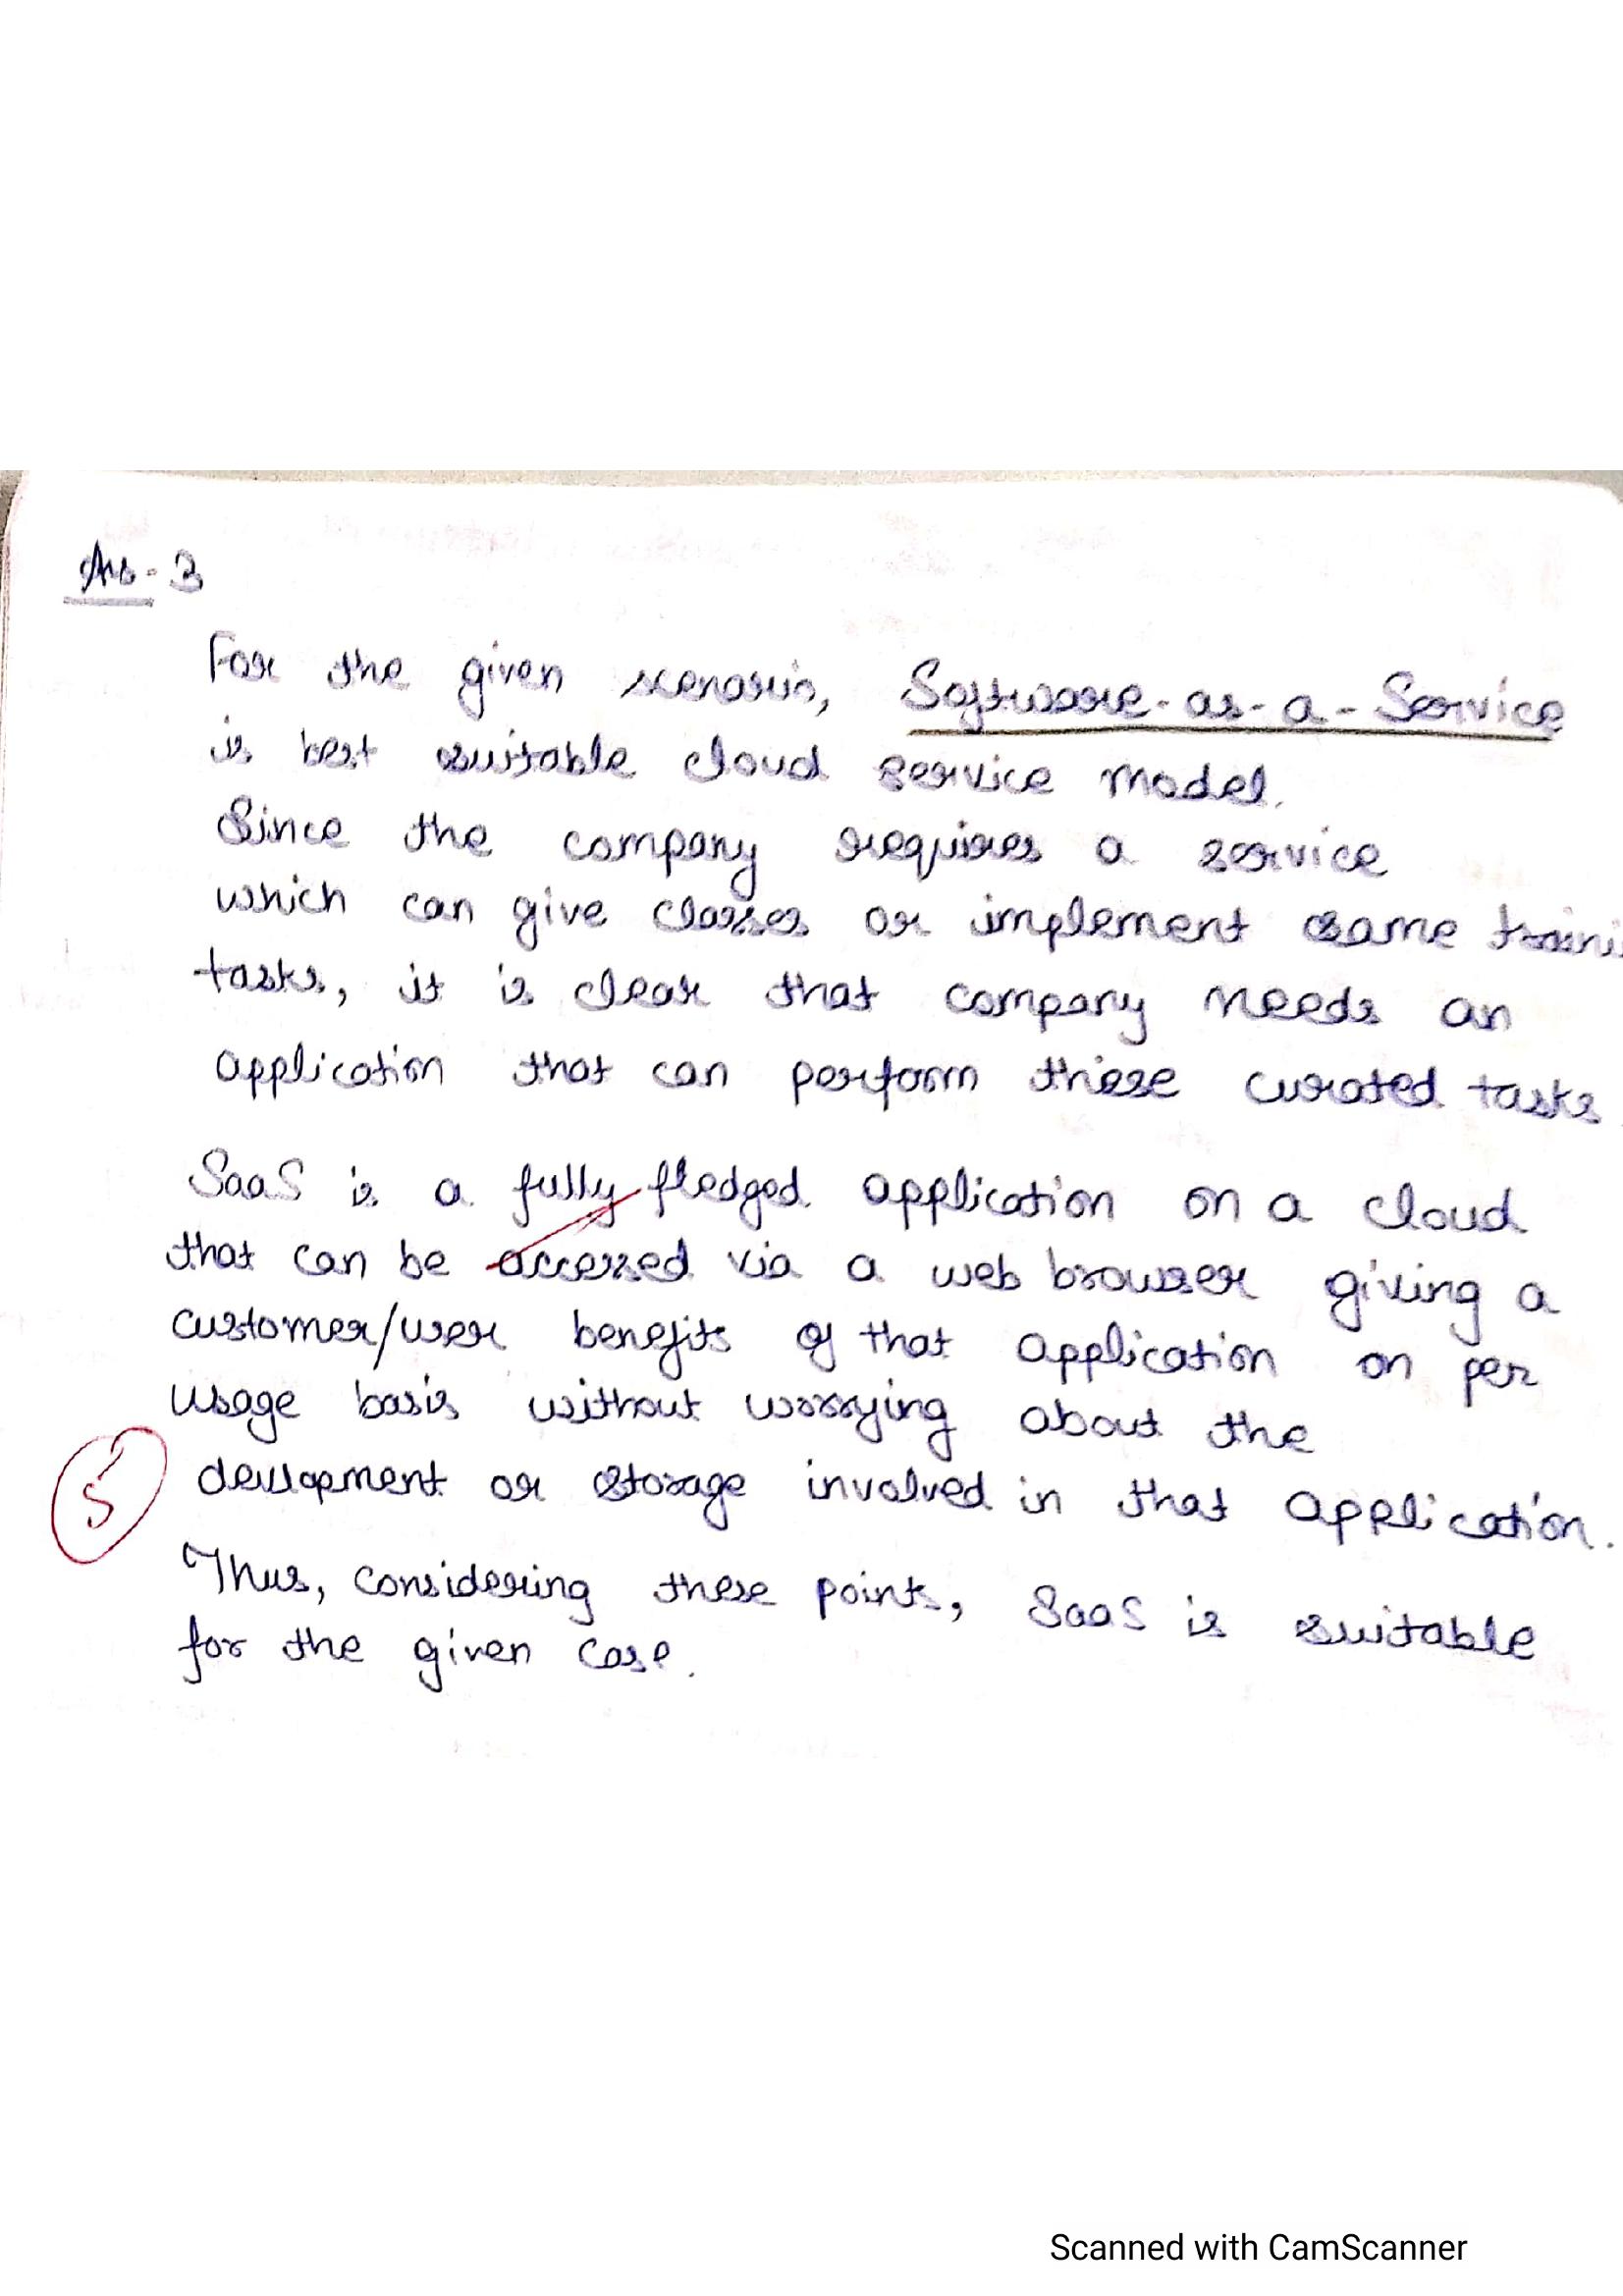 Ans-3
For the given scenario, Software-as-a-Service
is best suitable cloud service model.
Since the company requires a service
which can give classes or implement some traini
tasks, it is clear that company needs an
application that can perform these curated tasks.
SaaS is a fully fledged application on a cloud
that can be accessed via a web browser giving a
customer/user benefits of that application on per
usage basis without worrying about the
5
development or storage involved in that application.
Thus, considering these points, SaaS is suitable
for the given case.
Scanned with CamScanner